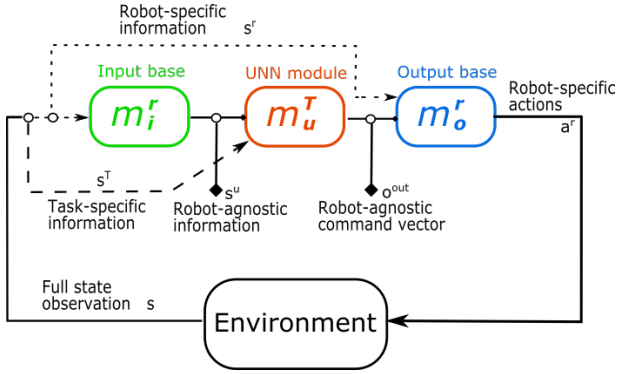 Robot-specific
information s^r
Input base
UNN module
Output base
Robot-specific
actions
a^r
m_i^r
m_u^T
m_o^r
s^T
Task-specific
information
s^u
Robot-agnostic
information
o^out
Robot-agnostic
command vector
Full state
observation s
Environment